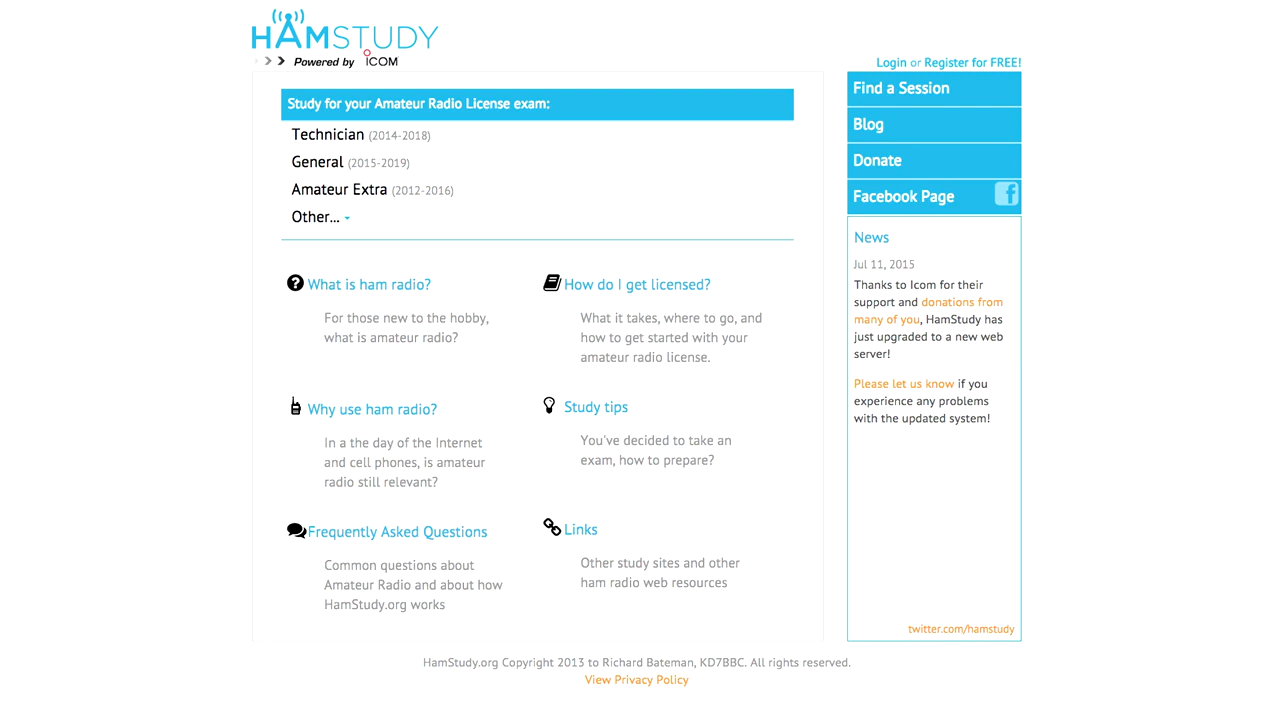 HAMSTUDY
Powered by ICOM
Login or Register for FREE!
Study for your Amateur Radio License exam:
Technician (2014-2018)
General (2015-2019)
Amateur Extra (2012-2016)
Other...
What is ham radio?
For those new to the hobby,
what is amateur radio?
How do I get licensed?
What it takes, where to go, and
how to get started with your
amateur radio license.
Why use ham radio?
In a the day of the Internet
and cell phones, is amateur
radio still relevant?
Study tips
You've decided to take an
exam, how to prepare?
Frequently Asked Questions
Common questions about
Amateur Radio and about how
HamStudy.org works
Links
Other study sites and other
ham radio web resources
Find a Session
Blog
Donate
Facebook Page
News
Jul 11, 2015
Thanks to Icom for their
support and donations from
many of you, HamStudy has
just upgraded to a new web
server!
Please let us know if you
experience any problems
with the updated system!
twitter.com/hamstudy
HamStudy.org Copyright 2013 to Richard Bateman, KD7BBC. All rights reserved.
View Privacy Policy